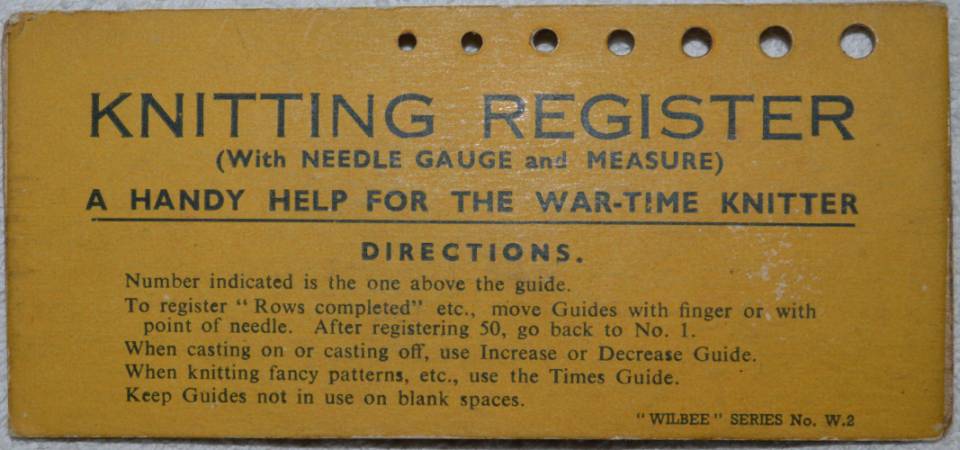 KNITTING REGISTER
(With NEEDLE GAUGE and MEASURE)
A HANDY HELP FOR THE WAR-TIME KNITTER
DIRECTIONS.
Number indicated is the one above the guide.
To register "Rows completed" etc., move Guides with finger or with
point of needle. After registering 50, go back to No. 1.
When casting on or casting off, use Increase or Decrease Guide.
When knitting fancy patterns, etc., use the Times Guide.
Keep Guides not in use on blank spaces.
"WILBEE" SERIES No. W.2